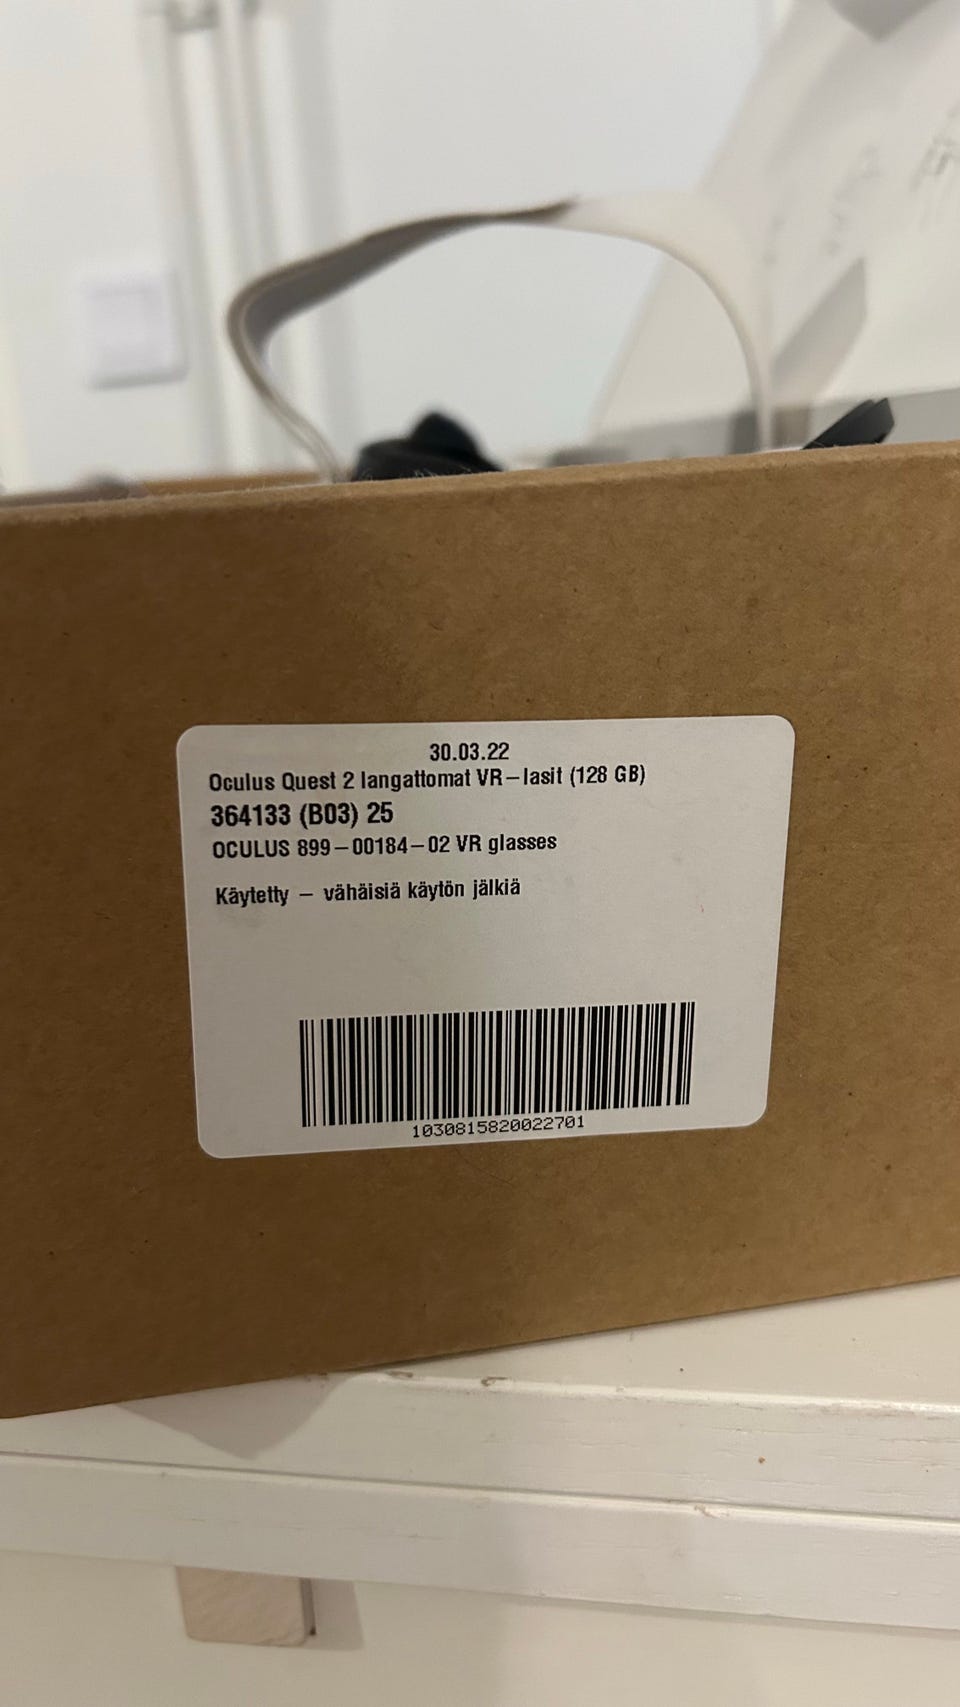 30.03.22
Oculus Quest 2 langattomat VR-lasit (128 GB)
364133 (B03) 25
OCULUS 899-00184-02 VR glasses
Käytetty - vähäisiä käytön jälkiä
1030815820022701